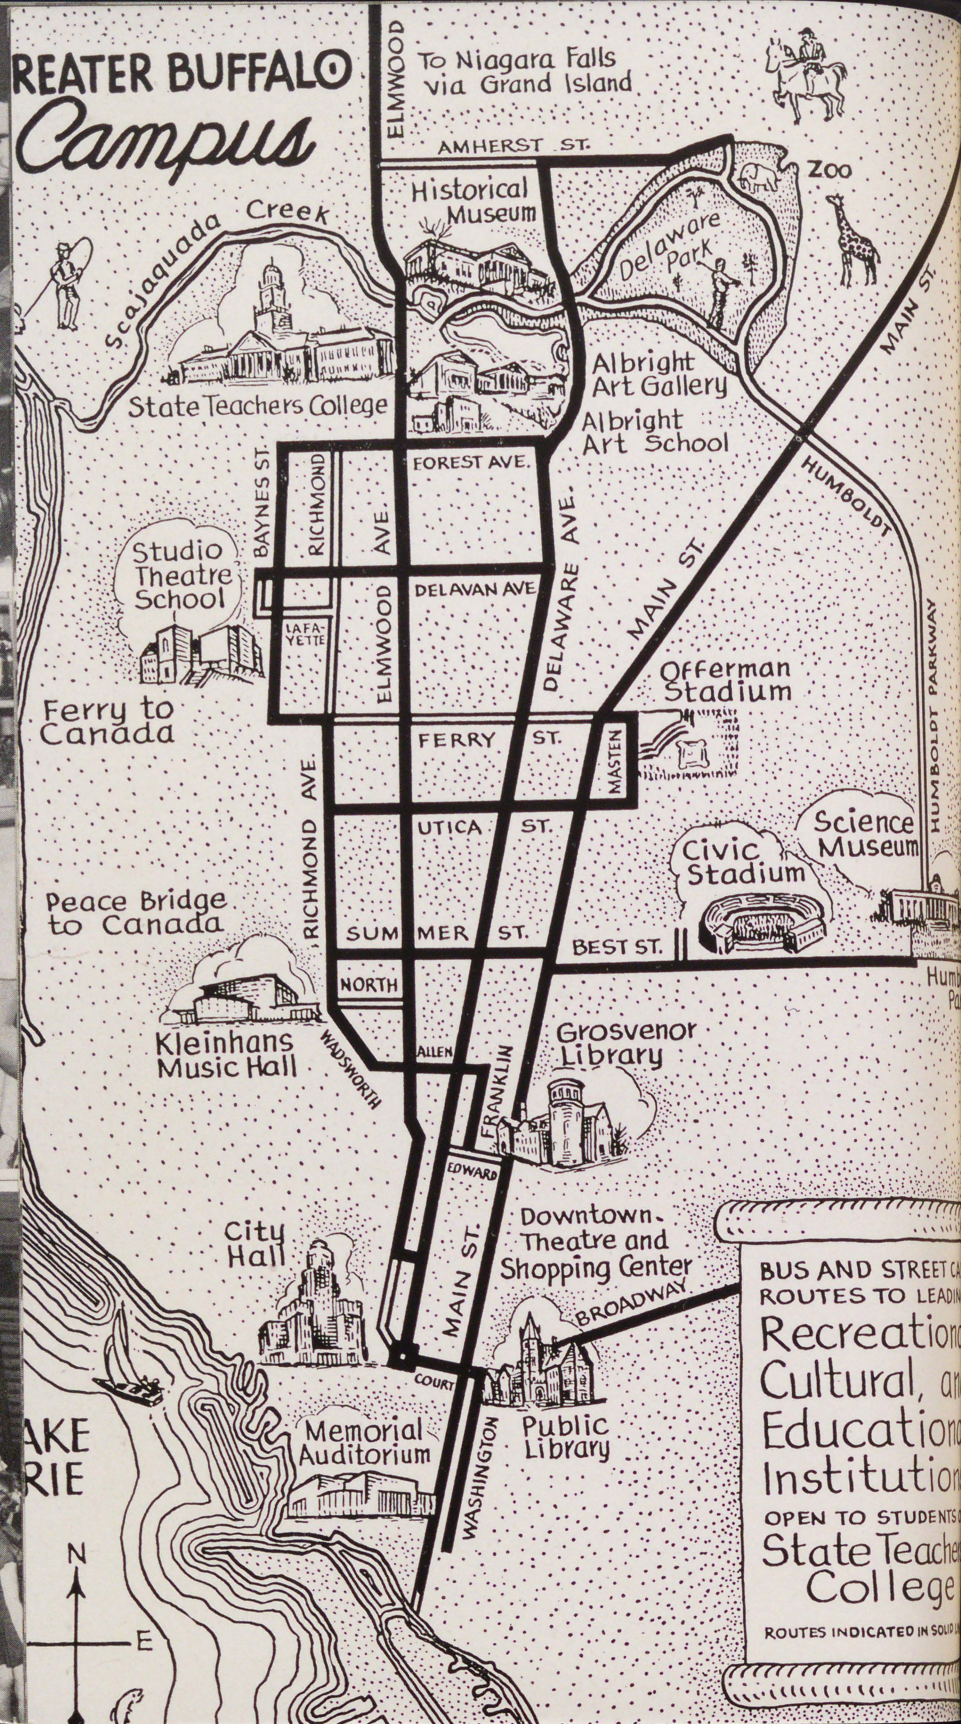 REATER BUFFALO
Campus
ELMWOOD
To Niagara Falls
via Grand Island
AMHERST ST.
Zoo
Historical
Museum
Delaware
Park
Scajaquada Creek
MAIN ST.
State Teachers College
Albright
Art Gallery
Albright
Art School
FOREST AVE.
HUMBOLDT
BAYNES ST.
RICHMOND
AVE.
ELMWOOD
DELAWARE AVE.
MAIN ST.
Studio
Theatre
School
DELAVAN AVE
LAFA-
YETTE
HUMBOLDT PARKWAY
Offerman
Stadium
Ferry to
Canada
FERRY ST.
MASTEN
RICHMOND AVE.
UTICA ST.
Science
Museum
Civic
Stadium
Peace Bridge
to Canada
SUMMER ST.
BEST ST.
NORTH
Humb
Pa
Kleinhans
Music Hall
WADSWORTH
ALLEN
FRANKLIN
Grosvenor
Library
EDWARD
City
Hall
MAIN ST.
Downtown
Theatre and
Shopping Center
BROADWAY
COURT
Public
Library
Memorial
Auditorium
WASHINGTON
AKE
RIE
N
E
BUS AND STREET CA
ROUTES TO LEADIN
Recreation
Cultural, an
Education
Institution
OPEN TO STUDENTS
State Teache
College
ROUTES INDICATED IN SOLID